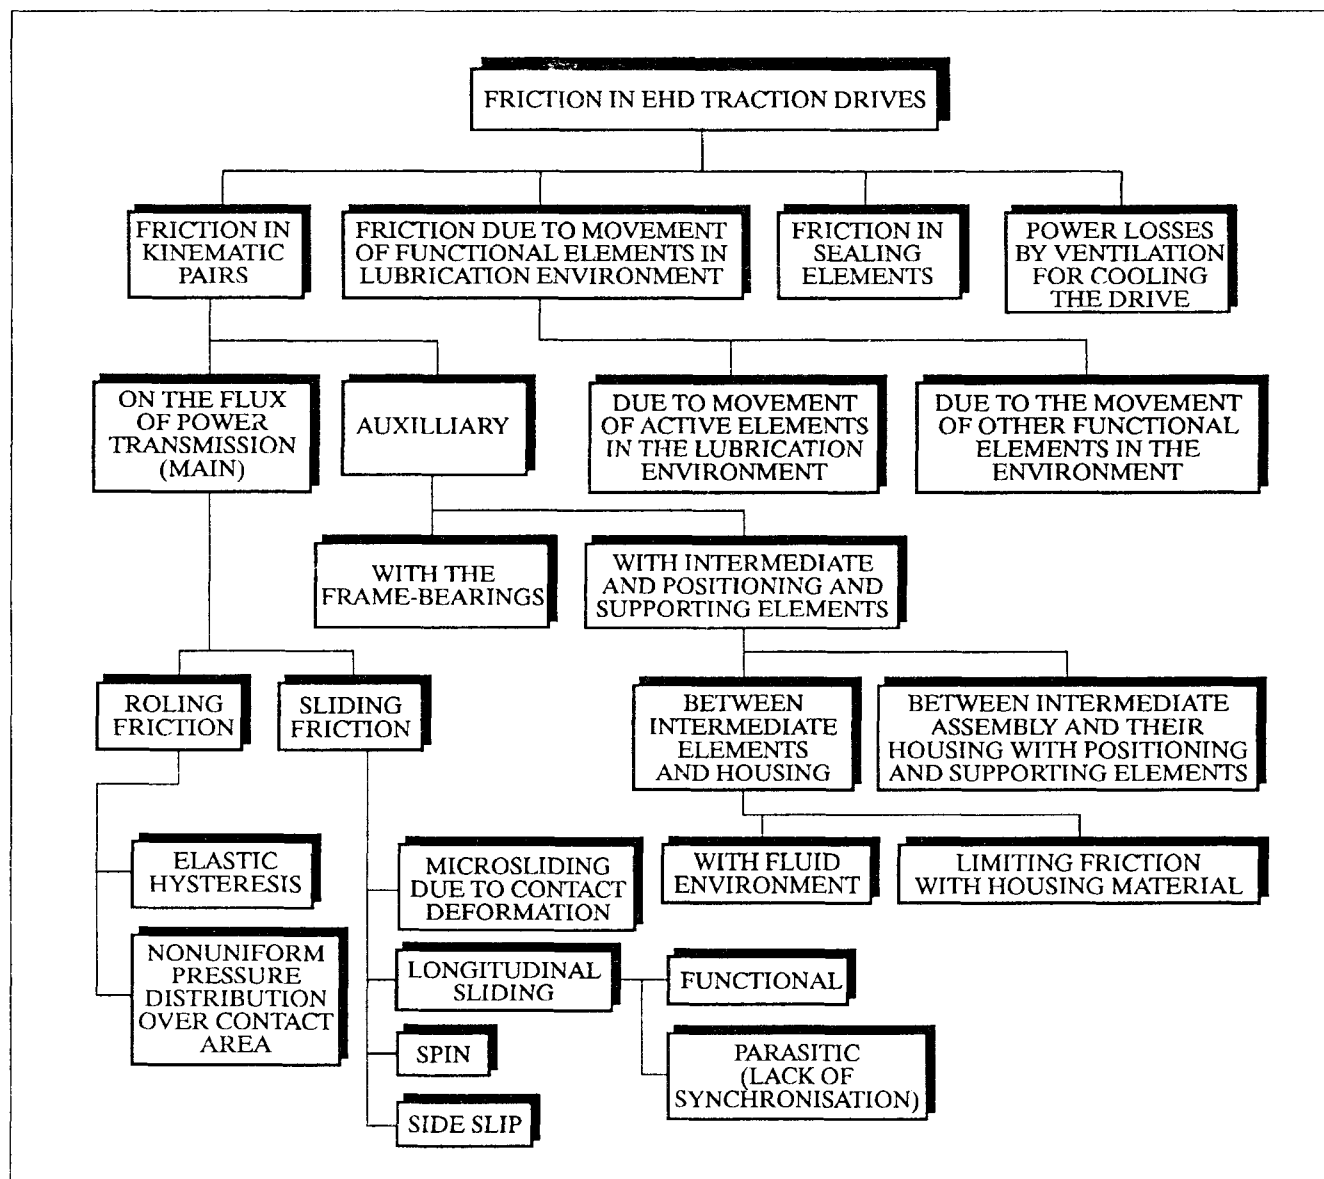 FRICTION IN EHD TRACTION DRIVES
FRICTION IN
KINEMATIC
PAIRS
FRICTION DUE TO MOVEMENT
OF FUNCTIONAL ELEMENTS IN
LUBRICATION ENVIRONMENT
FRICTION IN
SEALING
ELEMENTS
POWER LOSSES
BY VENTILATION
FOR COOLING
THE DRIVE
ON THE FLUX
OF POWER
TRANSMISSION
(MAIN)
AUXILLIARY
DUE TO MOVEMENT
OF ACTIVE ELEMENTS
IN THE LUBRICATION
ENVIRONMENT
DUE TO THE MOVEMENT
OF OTHER FUNCTIONAL
ELEMENTS IN THE
ENVIRONMENT
WITH THE
FRAME-BEARINGS
WITH INTERMEDIATE
AND POSITIONING AND
SUPPORTING ELEMENTS
ROLING
FRICTION
SLIDING
FRICTION
BETWEEN
INTERMEDIATE
ELEMENTS
AND HOUSING
BETWEEN INTERMEDIATE
ASSEMBLY AND THEIR
HOUSING WITH POSITIONING
AND SUPPORTING ELEMENTS
ELASTIC
HYSTERESIS
MICROSLIDING
DUE TO CONTACT
DEFORMATION
WITH FLUID
ENVIRONMENT
LIMITING FRICTION
WITH HOUSING MATERIAL
NONUNIFORM
PRESSURE
DISTRIBUTION
OVER CONTACT
AREA
LONGITUDINAL
SLIDING
FUNCTIONAL
SPIN
PARASITIC
(LACK OF
SYNCHRONISATION)
SIDE SLIP